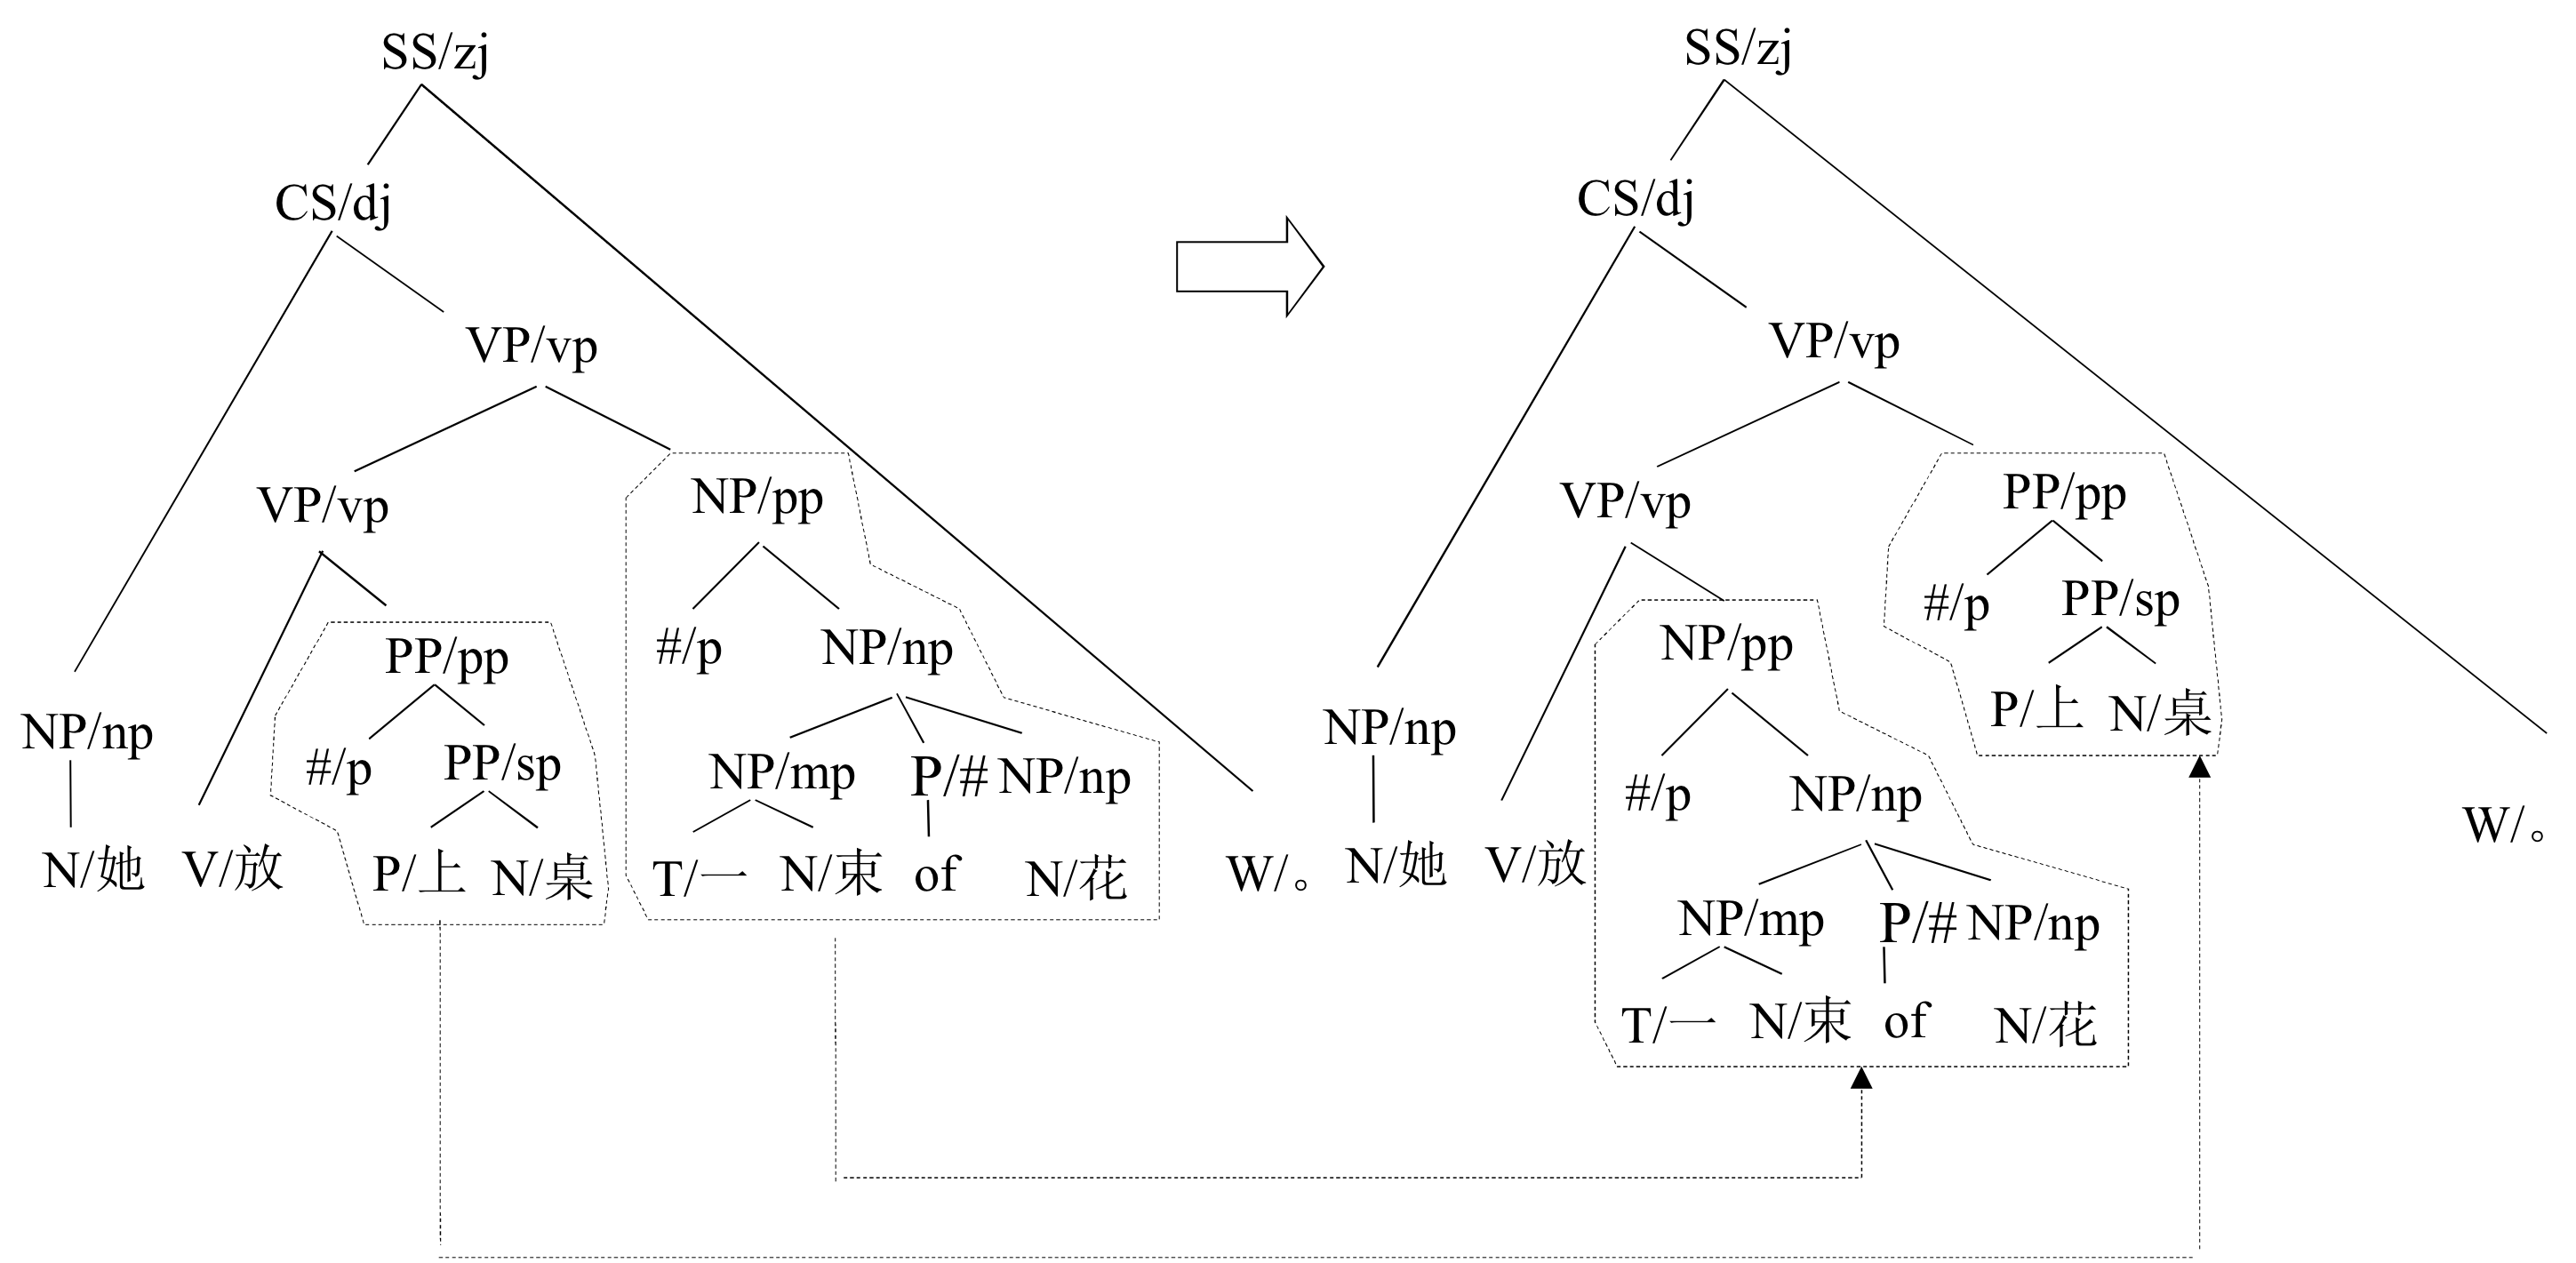 SS/zj
CS/dj
VP/vp
VP/vp
NP/pp
PP/pp
#/p
NP/np
NP/np
#/p
PP/sp
NP/mp
P/#
NP/np
N/她
V/放
P/上
N/桌
T/一
N/束
of
N/花
W/。
SS/zj
CS/dj
VP/vp
VP/vp
PP/pp
#/p
PP/sp
NP/pp
P/上
N/桌
NP/np
#/p
NP/np
W/。
N/她
V/放
NP/mp
P/#
NP/np
T/一
N/束
of
N/花